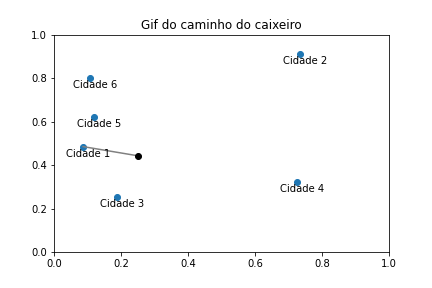 Gif do caminho do caixeiro
1.0
Cidade 2
0.8
Cidade 6
0.6
Cidade 5
Cidade 1
0.4
Cidade 4
Cidade 3
0.2
0.0
0.0 0.2 0.4 0.6 0.8 1.0